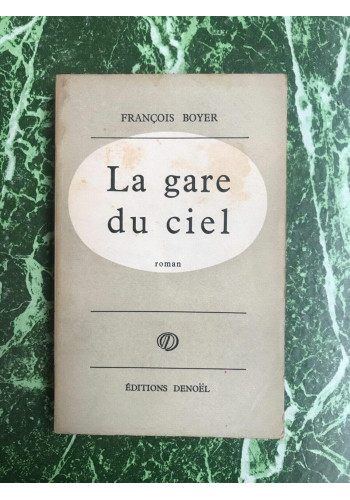 FRANÇOIS BOYER
La gare
du ciel
roman
ÉDITIONS DENOËL